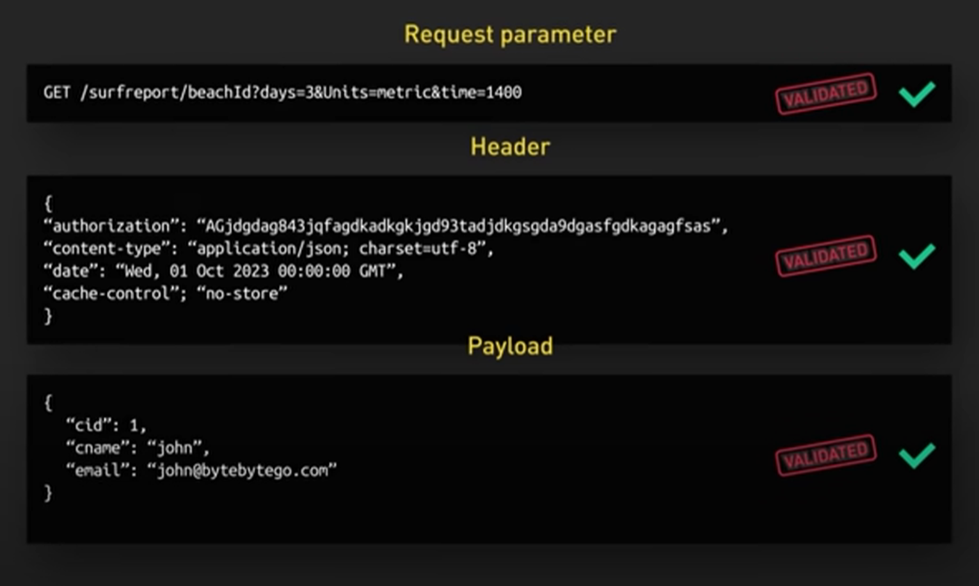 Request parameter
GET /surfreport/beachId?days=3&Units=metric&time=1400
VALIDATED
Header
{
“authorization”: “AGjdgdag843jqfagdkadkgkjgd93tadjdkgsgda9dgasfgdkagagfsas”,
“content-type”: “application/json; charset=utf-8”,
“date”: “Wed, 01 Oct 2023 00:00:00 GMT”,
“cache-control”; “no-store”
}
VALIDATED
Payload
{
“cid”: 1,
“cname”: “john”,
“email”: “john@bytebytego.com”
}
VALIDATED